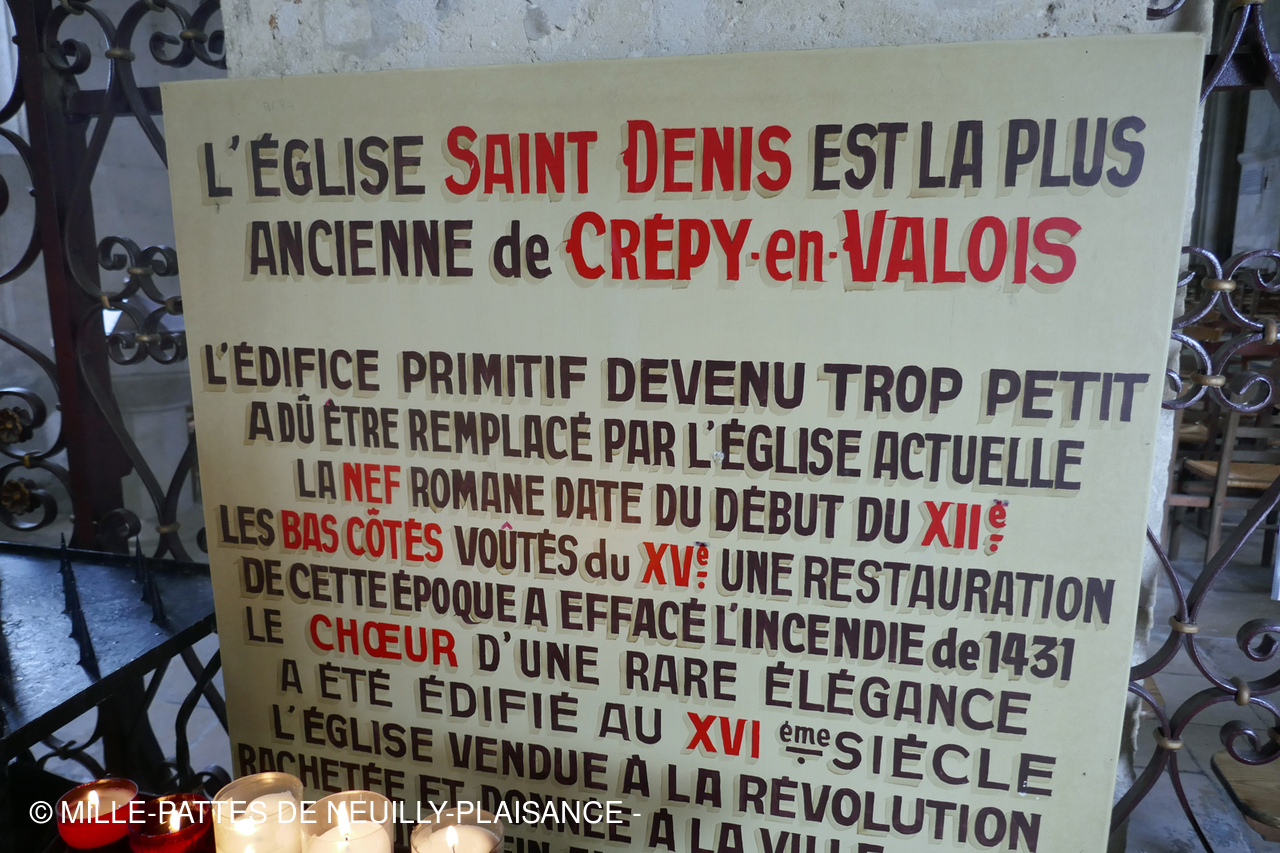 L'ÉGLISE SAINT DENIS EST LA PLUS
ANCIENNE de CRÉPY-en-VALOIS
L'ÉDIFICE PRIMITIF DEVENU TROP PETIT
A DÛ ÊTRE REMPLACÉ PAR L'ÉGLISE ACTUELLE
LA NEF ROMANE DATE DU DÉBUT DU XIIè
LES BAS CÔTÉS VOÛTÉS du XVè UNE RESTAURATION
DE CETTE ÉPOQUE A EFFACÉ L'INCENDIE de 1431
LE CHŒUR D'UNE RARE ÉLÉGANCE
A ÉTÉ ÉDIFIÉ AU XVI ème SIÈCLE
L'ÉGLISE VENDUE À LA RÉVOLUTION
RACHETÉE ET DONNÉE À LA VILLE
© MILLE-PATTES DE NEUILLY-PLAISANCE -